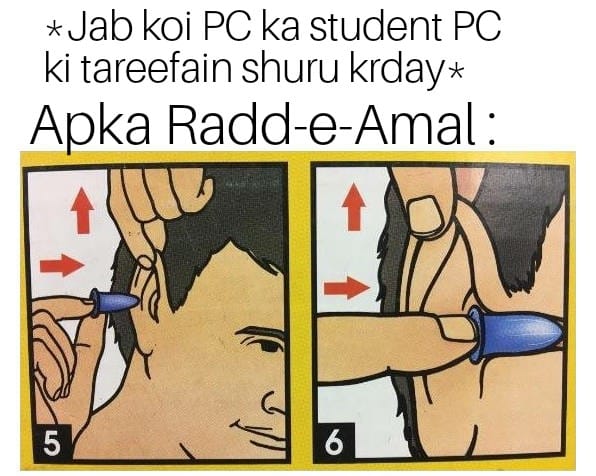 *Jab koi PC ka student PC
ki tareefain shuru krday*
Apka Radd-e-Amal :
5
6